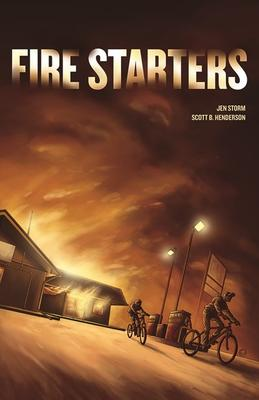 FIRE STARTERS
JEN STORM
SCOTT B. HENDERSON